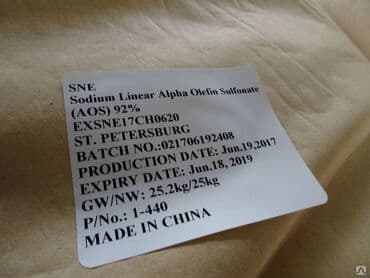 SNE
Sodium Linear Alpha Olefin Sulfonate
(AOS) 92%
EXSNE17CH0620
ST. PETERSBURG
BATCH NO.:021706192408
PRODUCTION DATE: Jun.19,2017
EXPIRY DATE: Jun.18, 2019
GW/NW: 25.2kg/25kg
P/No.: 1-440
MADE IN CHINA